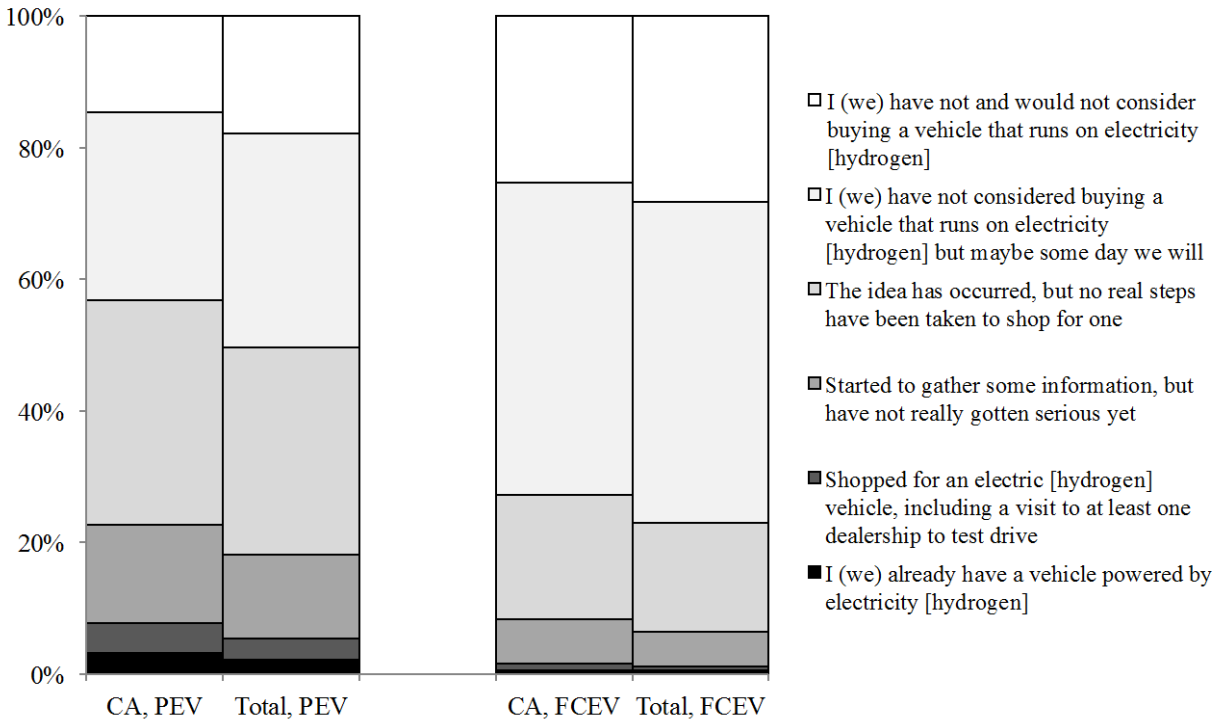 100%
80%
60%
40%
20%
0%
CA, PEV
Total, PEV
CA, FCEV
Total, FCEV
I (we) have not and would not consider
buying a vehicle that runs on electricity
[hydrogen]
I (we) have not considered buying a
vehicle that runs on electricity
[hydrogen] but maybe some day we will
The idea has occurred, but no real steps
have been taken to shop for one
Started to gather some information, but
have not really gotten serious yet
Shopped for an electric [hydrogen]
vehicle, including a visit to at least one
dealership to test drive
I (we) already have a vehicle powered by
electricity [hydrogen]